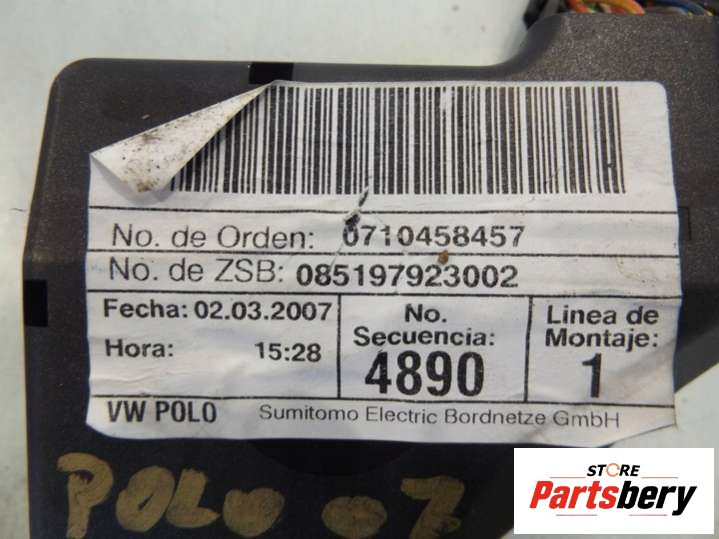 No. de Orden: 0710458457
No. de ZSB: 085197923002
Fecha: 02.03.2007
Hora: 15:28
No. Secuencia:
4890
Linea de Montaje:
1
VW POLO Sumitomo Electric Bordnetze GmbH
POLO 07
STORE
Partsbery